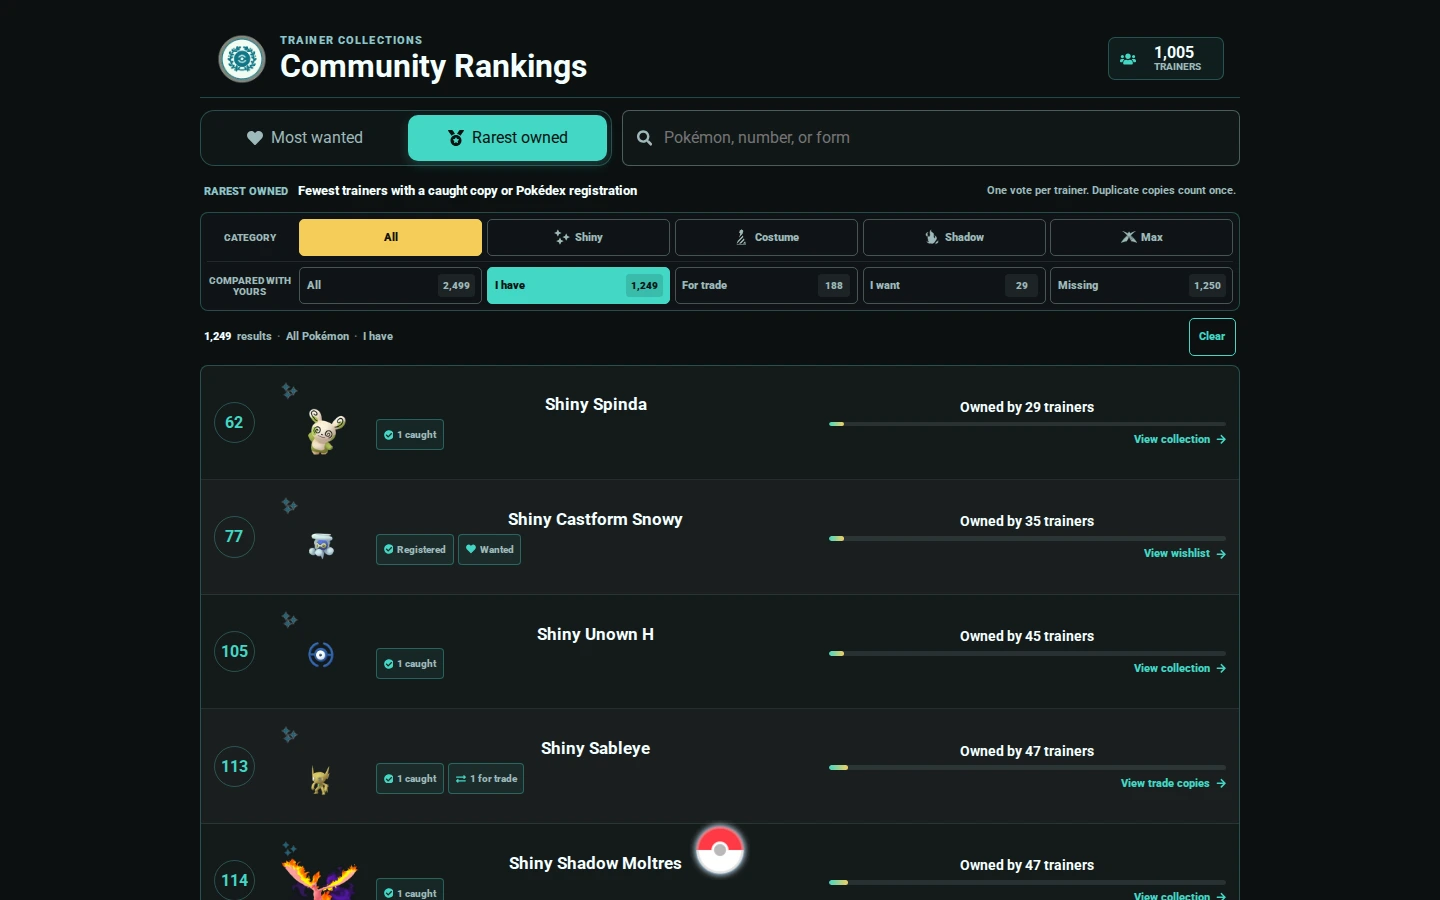 TRAINER COLLECTIONS
Community Rankings
1,005
TRAINERS
Most wanted
Rarest owned
Pokémon, number, or form
RAREST OWNED Fewest trainers with a caught copy or Pokédex registration
One vote per trainer. Duplicate copies count once.
CATEGORY
All
Shiny
Costume
Shadow
Max
COMPARED WITH
YOURS
All 2,499
I have 1,249
For trade 188
I want 29
Missing 1,250
1,249 results · All Pokémon · I have
Clear
62
Shiny Spinda
1 caught
Owned by 29 trainers
View collection
77
Shiny Castform Snowy
Registered
Wanted
Owned by 35 trainers
View wishlist
105
Shiny Unown H
1 caught
Owned by 45 trainers
View collection
113
Shiny Sableye
1 caught
1 for trade
Owned by 47 trainers
View trade copies
114
Shiny Shadow Moltres
1 caught
Owned by 47 trainers
View collection